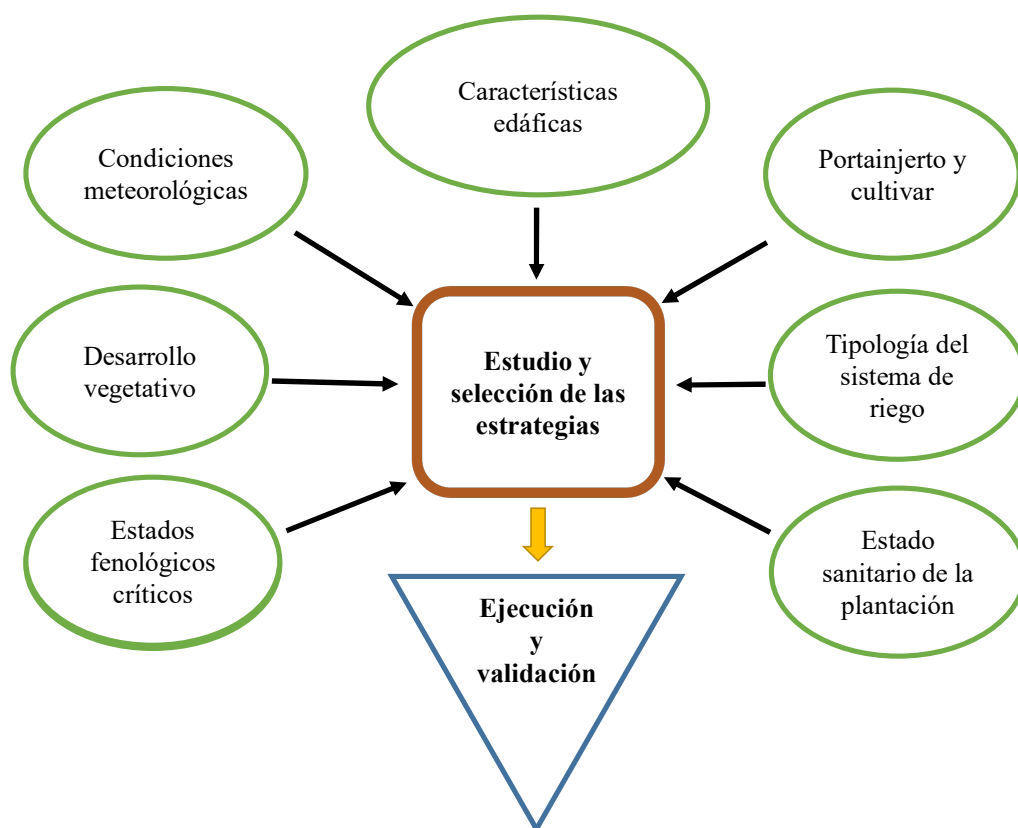 Características
edáficas
Condiciones
meteorológicas
Portainjerto y
cultivar
Desarrollo
vegetativo
Estudio y
selección de las
estrategias
Tipología del
sistema de
riego
Estados
fenológicos
críticos
Estado
sanitario de la
plantación
Ejecución
y
validación